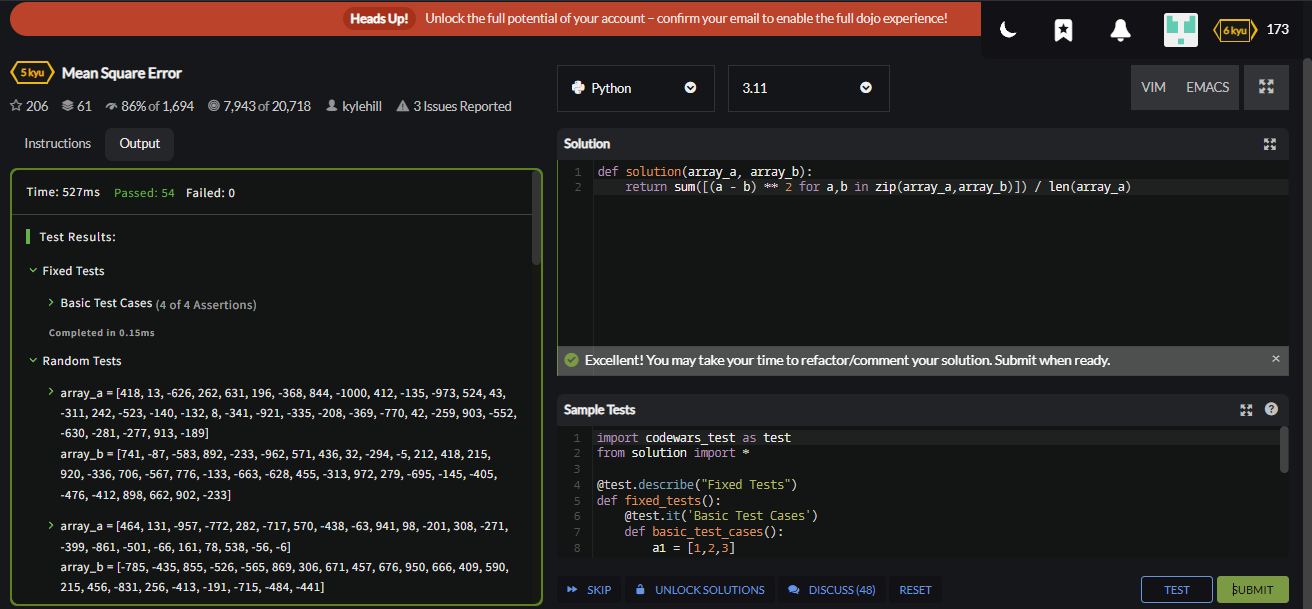 Heads Up! Unlock the full potential of your account – confirm your email to enable the full dojo experience!
6 kyu 173
5 kyu Mean Square Error
206 61 86% of 1,694 7,943 of 20,718 kylehill 3 Issues Reported
Instructions Output
Time: 527ms Passed: 54 Failed: 0
Test Results:
Fixed Tests
Basic Test Cases (4 of 4 Assertions)
Completed in 0.15ms
Random Tests
array_a = [418, 13, -626, 262, 631, 196, -368, 844, -1000, 412, -135, -973, 524, 43,
-311, 242, -523, -140, -132, 8, -341, -921, -335, -208, -369, -770, 42, -259, 903, -552,
-630, -281, -277, 913, -189]
array_b = [741, -87, -583, 892, -233, -962, 571, 436, 32, -294, -5, 212, 418, 215,
920, -336, 706, -567, 776, -133, -663, -628, 455, -313, 972, 279, -695, -145, -405,
-476, -412, 898, 662, 902, -233]
array_a = [464, 131, -957, -772, 282, -717, 570, -438, -63, 941, 98, -201, 308, -271,
-399, -861, -501, -66, 161, 78, 538, -56, -6]
array_b = [-785, -435, 855, -526, -565, 869, 306, 671, 457, 676, 950, 666, 409, 590,
215, 456, -831, 256, -413, -191, -715, -484, -441]
Python 3.11 VIM EMACS
Solution
1 def solution(array_a, array_b):
2 return sum([(a - b) ** 2 for a,b in zip(array_a,array_b)]) / len(array_a)
Excellent! You may take your time to refactor/comment your solution. Submit when ready. ×
Sample Tests ?
1 import codewars_test as test
2 from solution import *
3
4 @test.describe("Fixed Tests")
5 def fixed_tests():
6 @test.it('Basic Test Cases')
7 def basic_test_cases():
8 a1 = [1,2,3]
SKIP UNLOCK SOLUTIONS DISCUSS (48) RESET TEST SUBMIT